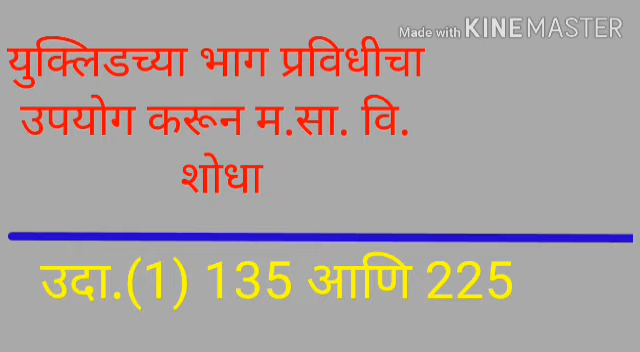 Made with KINEMASTER
युक्लिडच्या भाग प्रविधीचा
उपयोग करून म.सा. वि.
शोधा
उदा.(1) 135 आणि 225